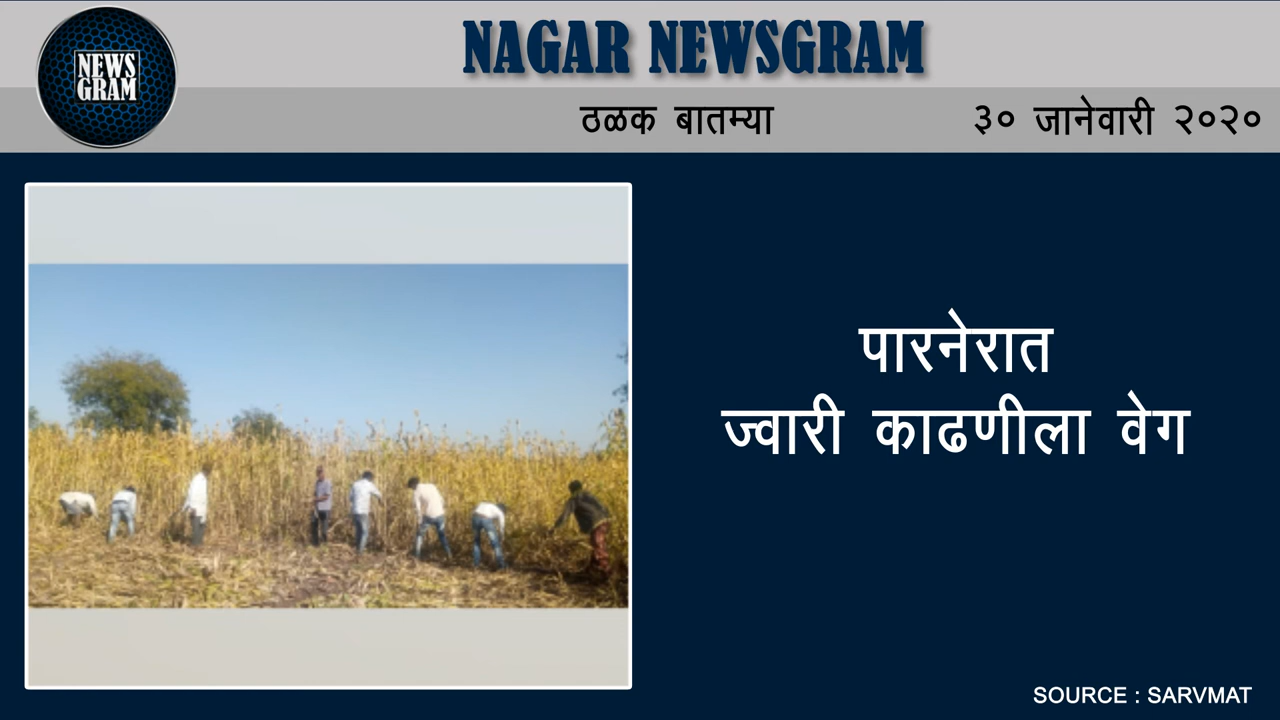 NEWS
GRAM
NAGAR NEWSGRAM
ठळक बातम्या
३० जानेवारी २०२०
पारनेरात
ज्वारी काढणीला वेग
SOURCE : SARVMAT